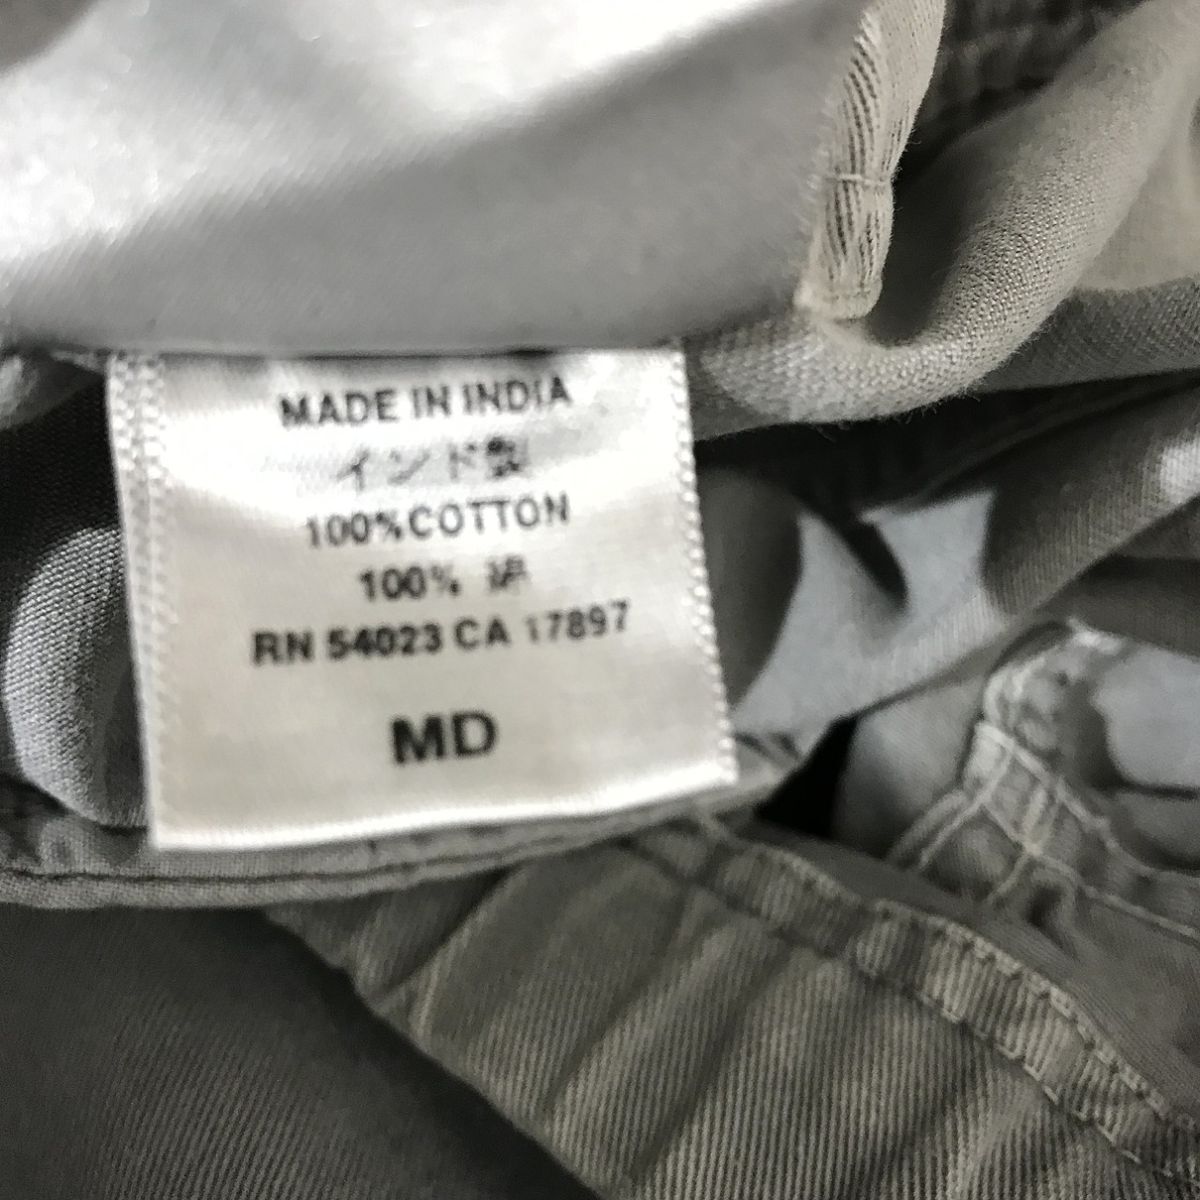 MADE IN INDIA
インド製
100%COTTON
100% 綿
RN 54023 CA 17897
MD